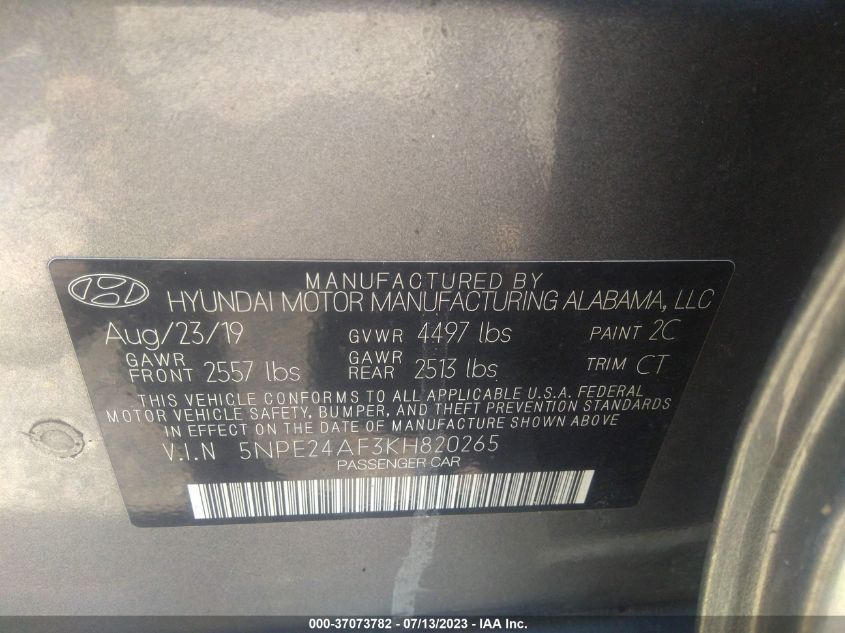 MANUFACTURED BY
HYUNDAI MOTOR MANUFACTURING ALABAMA, LLC
Aug/23/19 GVWR 4497 lbs PAINT 2C
GAWR FRONT 2557 lbs GAWR REAR 2513 lbs TRIM CT
THIS VEHICLE CONFORMS TO ALL APPLICABLE U.S.A. FEDERAL
MOTOR VEHICLE SAFETY, BUMPER, AND THEFT PREVENTION STANDARDS
IN EFFECT ON THE DATE OF MANUFACTURE SHOWN ABOVE
V.I.N 5NPE24AF3KH820265
PASSENGER CAR
000-37073782 - 07/13/2023 - IAA Inc.